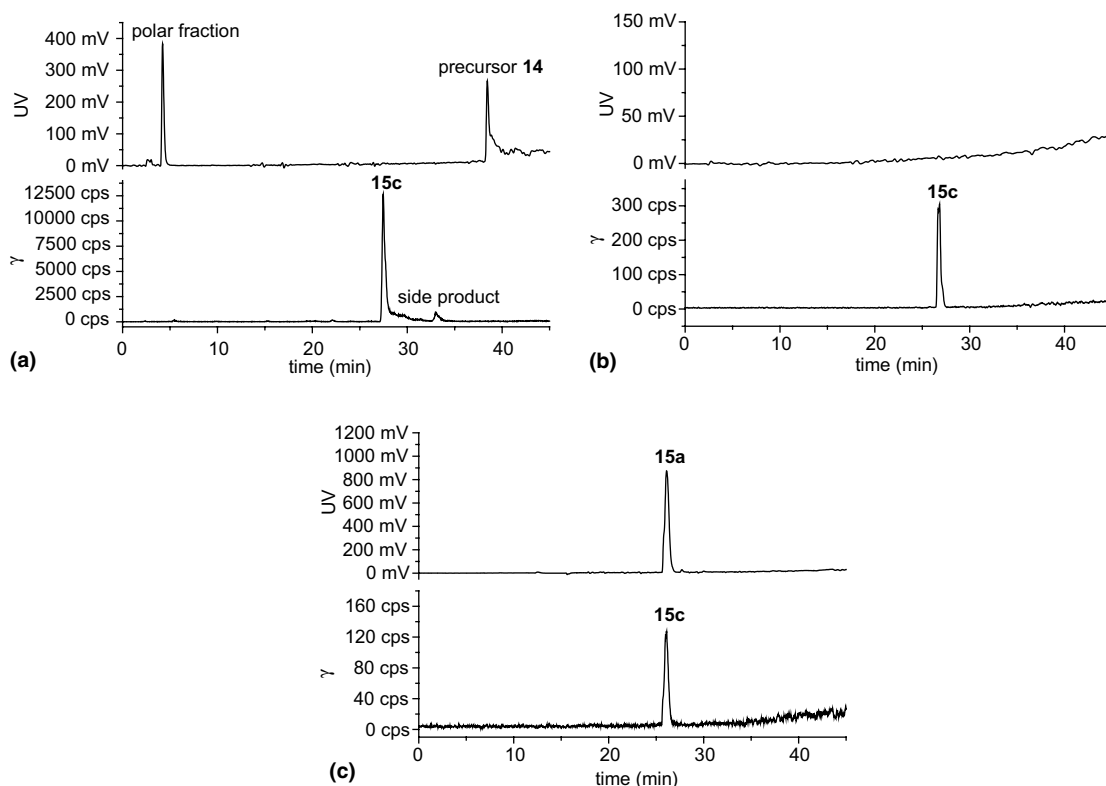 400 mV
300 mV
200 mV
100 mV
0 mV
UV
polar fraction
precursor 14
12500 cps
10000 cps
7500 cps
5000 cps
2500 cps
0 cps
γ
15c
side product
0 10 20 30 40
time (min)
(a)
150 mV
100 mV
50 mV
0 mV
UV
300 cps
200 cps
100 cps
0 cps
γ
15c
0 10 20 30 40
time (min)
(b)
1200 mV
1000 mV
800 mV
600 mV
400 mV
200 mV
0 mV
UV
15a
160 cps
120 cps
80 cps
40 cps
0 cps
γ
15c
0 10 20 30 40
time (min)
(c)